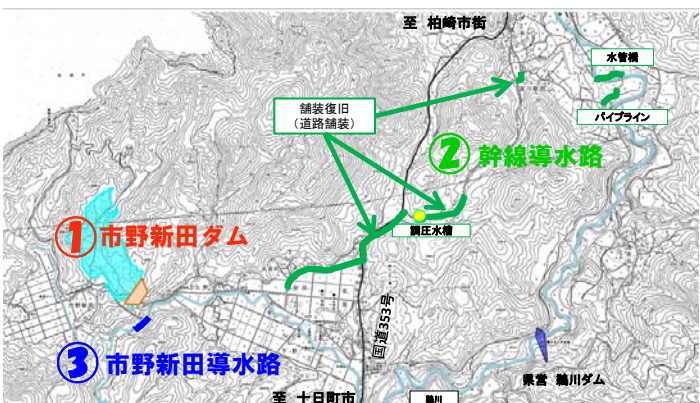 至 柏崎市街
水管橋
パイプライン
舗装復旧
（道路舗装）
② 幹線導水路
調圧水槽
① 市野新田ダム
国道353号
③ 市野新田導水路
県営 鵜川ダム
至 十日町市
鵜川